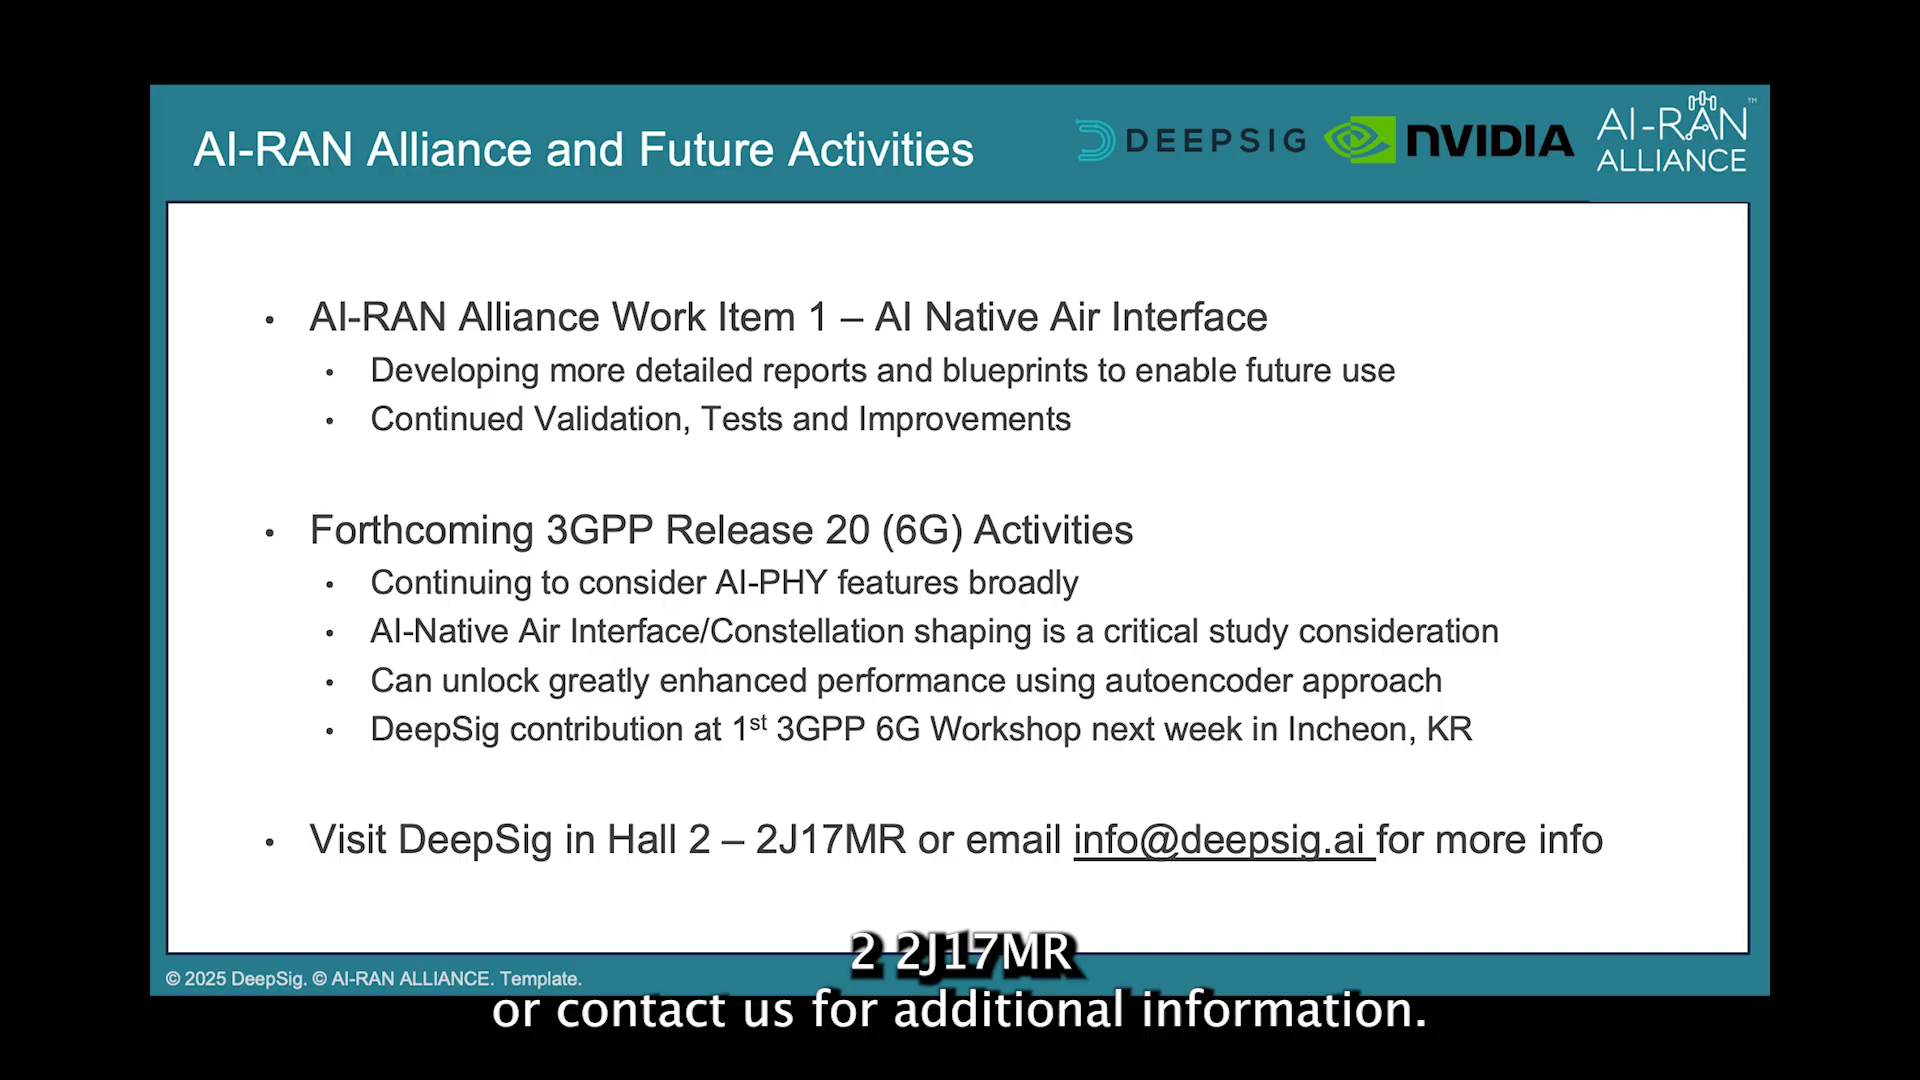 AI-RAN Alliance and Future Activities
DEEPSIG
NVIDIA
AI-RAN™
ALLIANCE
• AI-RAN Alliance Work Item 1 – AI Native Air Interface
• Developing more detailed reports and blueprints to enable future use
• Continued Validation, Tests and Improvements
• Forthcoming 3GPP Release 20 (6G) Activities
• Continuing to consider AI-PHY features broadly
• AI-Native Air Interface/Constellation shaping is a critical study consideration
• Can unlock greatly enhanced performance using autoencoder approach
• DeepSig contribution at 1st 3GPP 6G Workshop next week in Incheon, KR
• Visit DeepSig in Hall 2 – 2J17MR or email info@deepsig.ai for more info
© 2025 DeepSig. © AI-RAN ALLIANCE. Template.
2 2J17MR
or contact us for additional information.